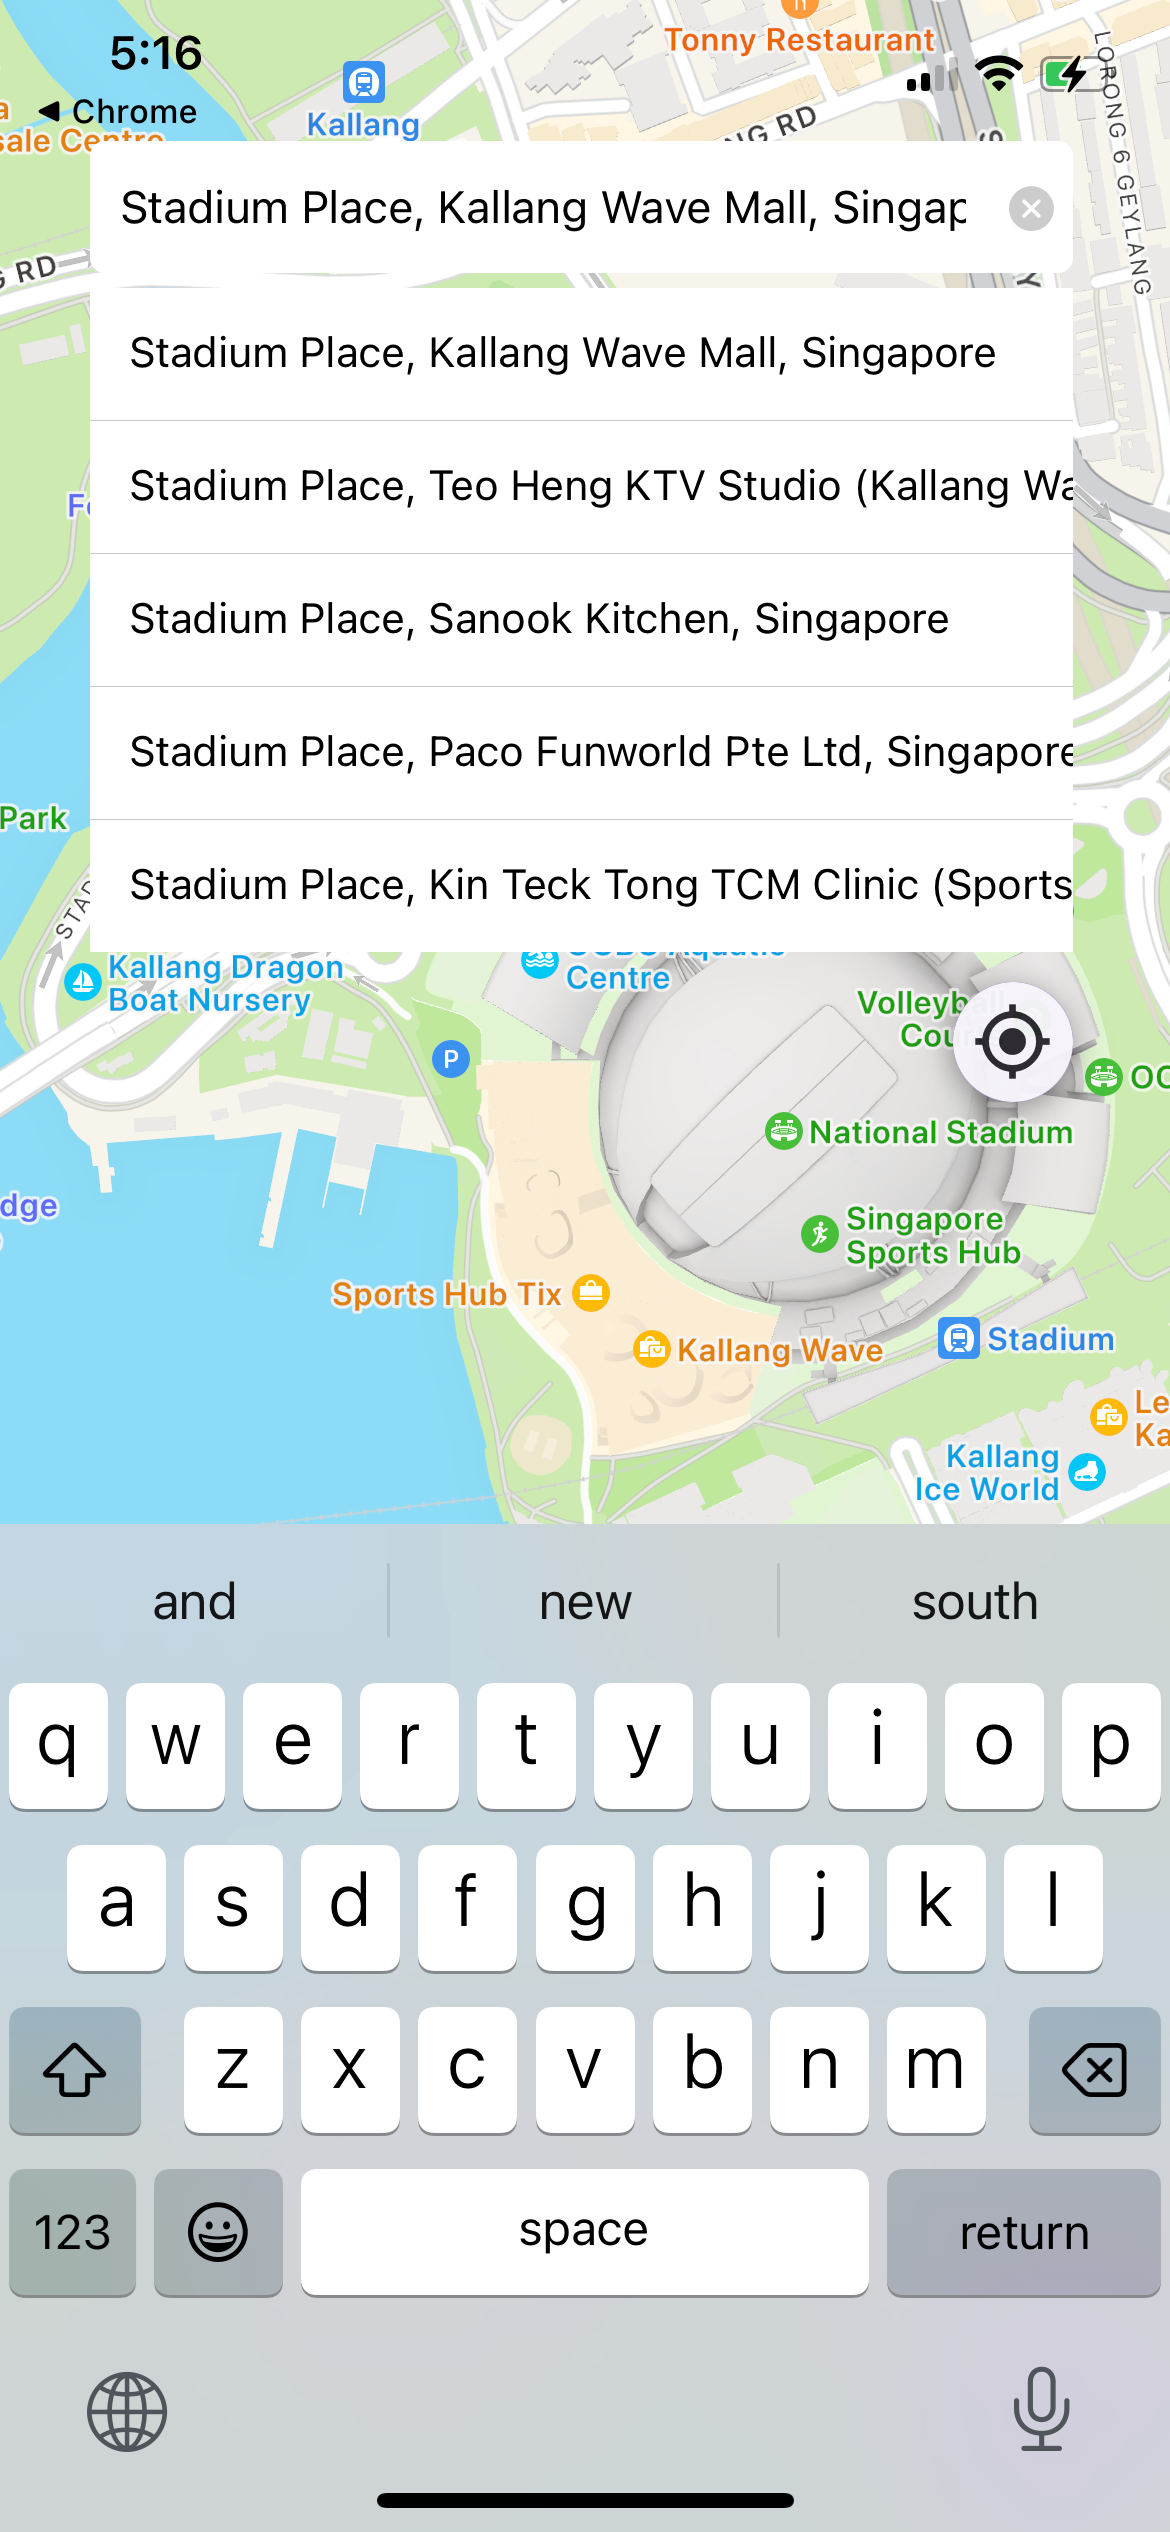 Tonny Restaurant
5:16
Chrome
Kallang
sale Centre
NG RD
LORONG 6 GEYLANG
Stadium Place, Kallang Wave Mall, Singap
G RD
Stadium Place, Kallang Wave Mall, Singapore
Stadium Place, Teo Heng KTV Studio (Kallang Wa
Stadium Place, Sanook Kitchen, Singapore
Stadium Place, Paco Funworld Pte Ltd, Singapore
Park
Stadium Place, Kin Teck Tong TCM Clinic (Sports
STAD
Kallang Dragon
Boat Nursery
Centre
Volleyball
Cou
P
OC
National Stadium
dge
Singapore
Sports Hub
Sports Hub Tix
Kallang Wave
Stadium
Le
Ka
Kallang
Ice World
and new south
q w e r t y u i o p
a s d f g h j k l
z x c v b n m
123 space return